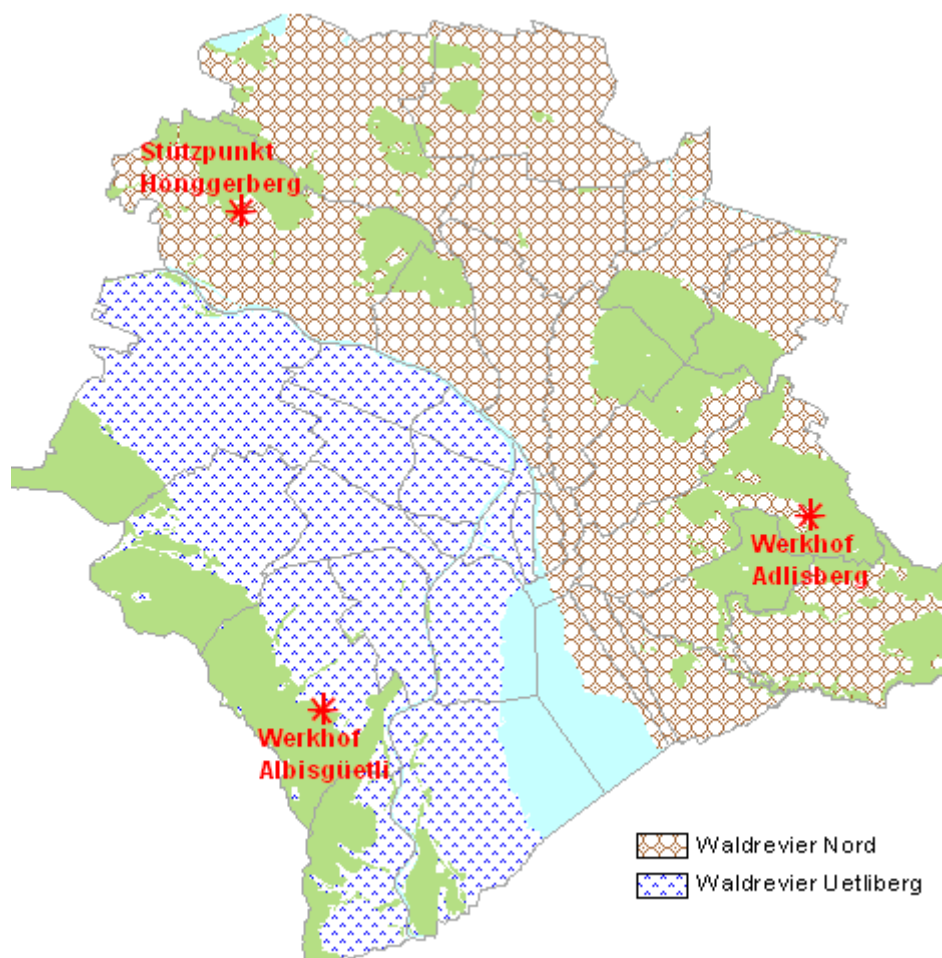 Stützpunkt
Hönggerberg
Werkhof
Adlisberg
Werkhof
Albisgüetli
Waldrevier Nord
Waldrevier Uetliberg